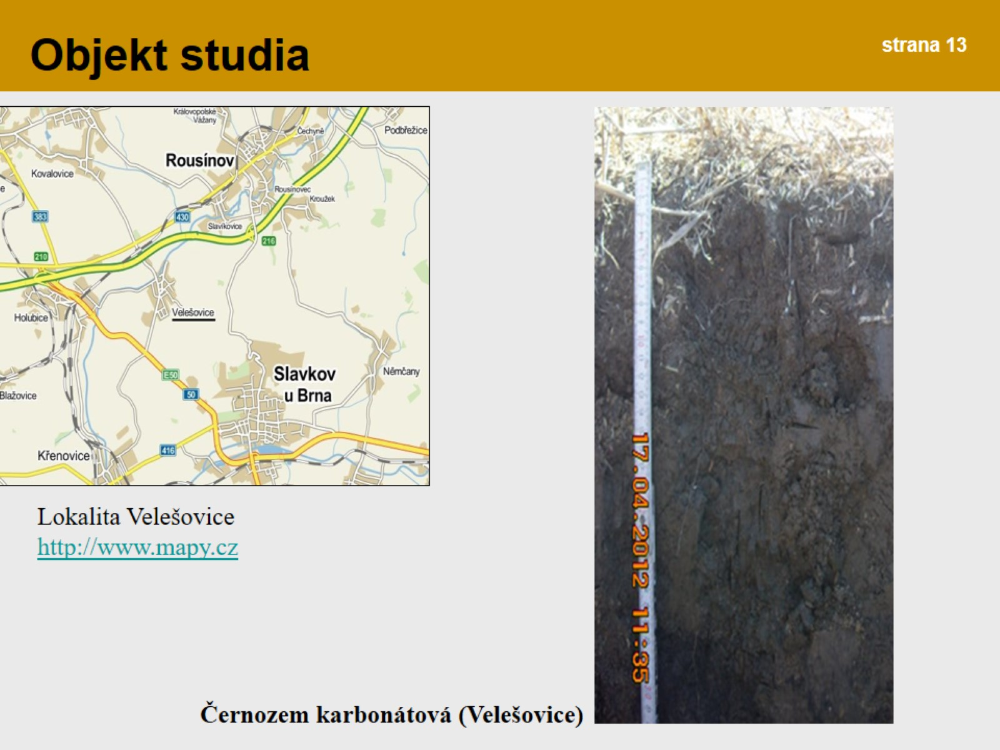 Objekt studia
strana 13
Královopolské
Vážany
Čechyně
Podbřežice
Rousínov
Kovalovice
e
Rousínovec
Kroužek
383
430
Slavíkovice
216
210
Velešovice
Holubice
E50
Slavkov
u Brna
Němčany
50
Blažovice
416
Křenovice
Lokalita Velešovice
http://www.mapy.cz
17.04.2012 11:35
Černozem karbonátová (Velešovice)